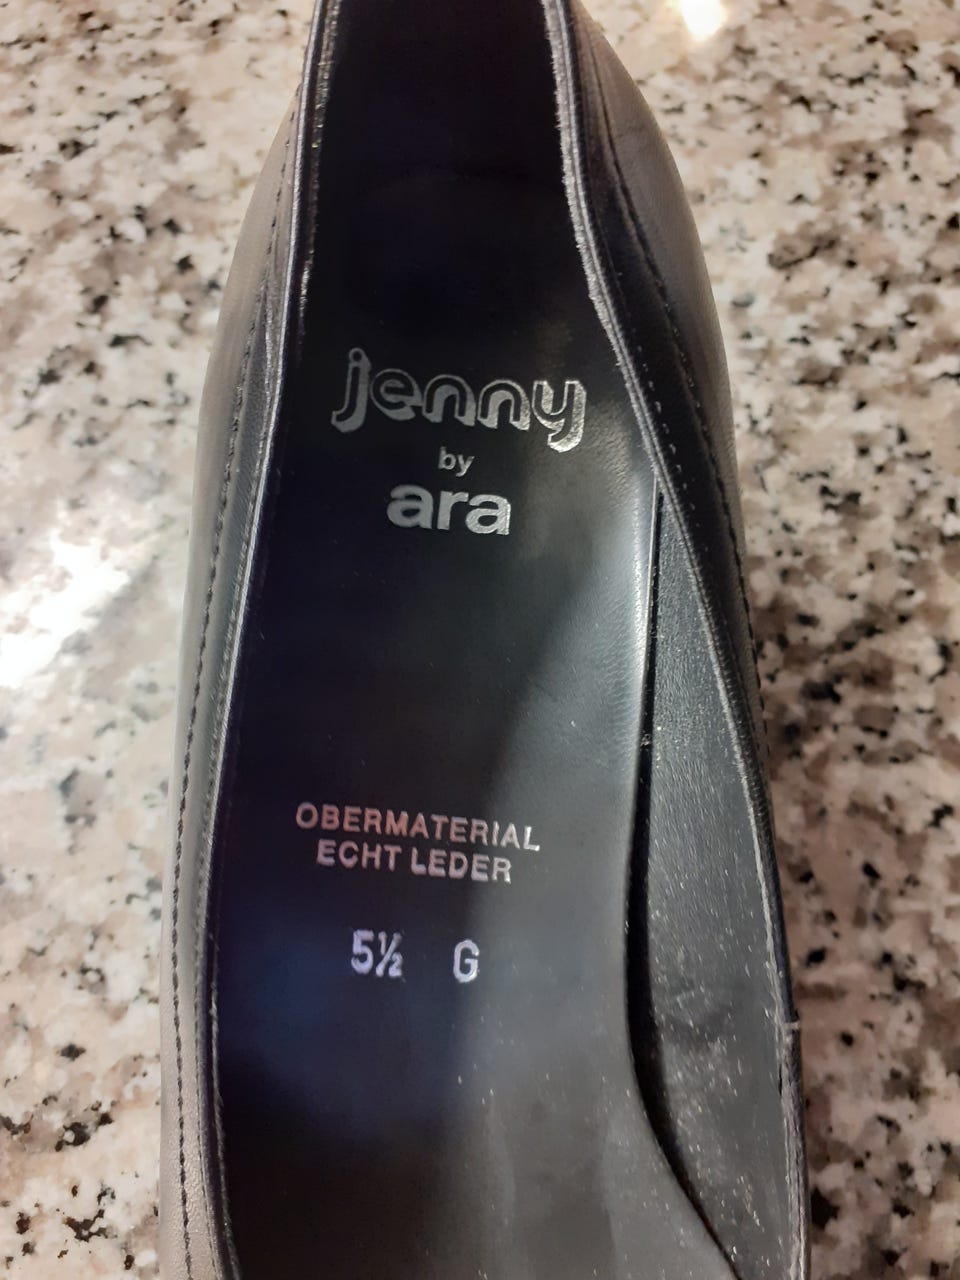 jenny
by
ara
OBERMATERIAL
ECHT LEDER
5½ G